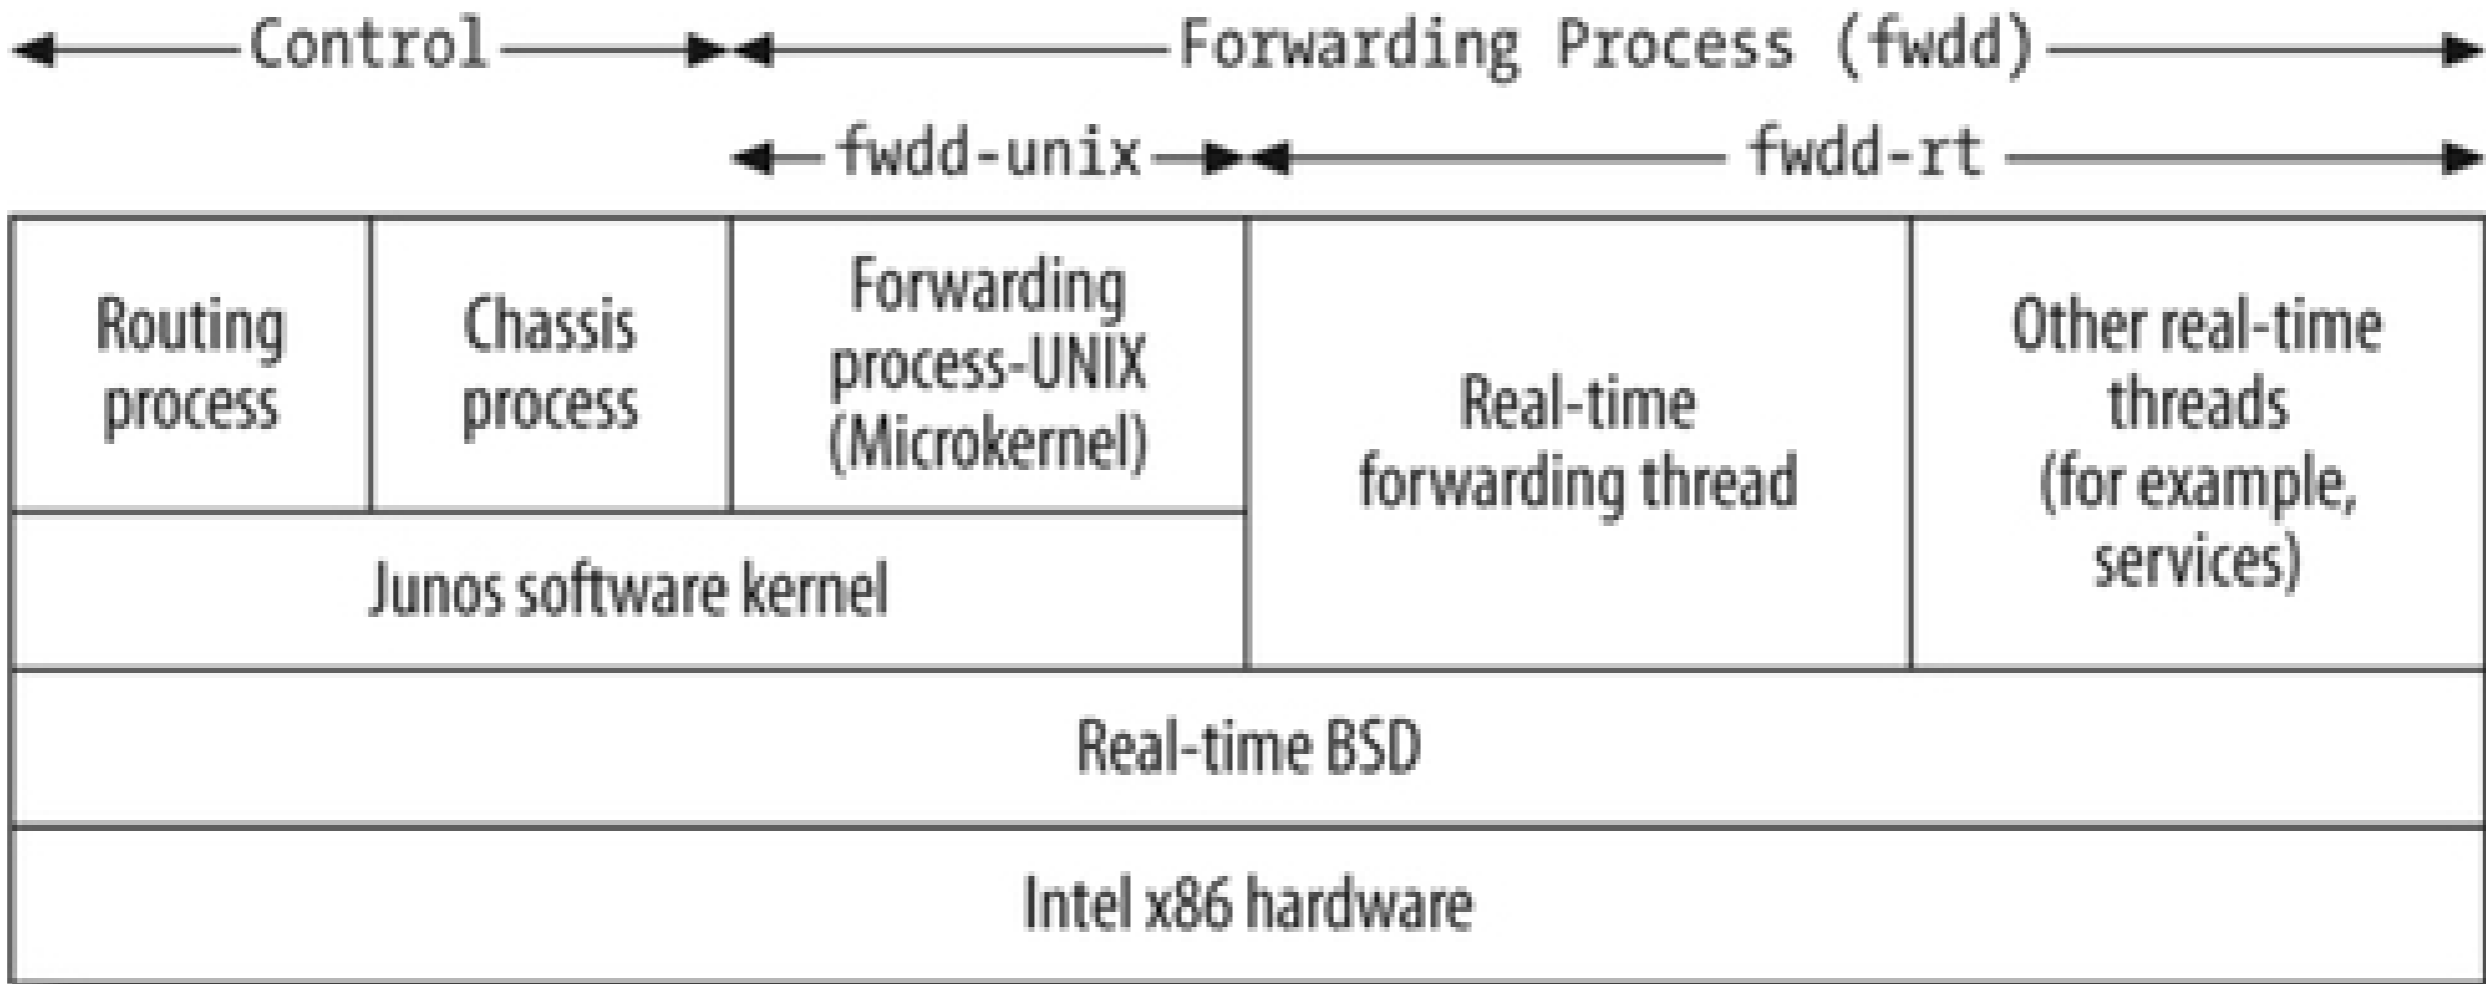 Control
Forwarding Process (fwdd)
fwdd-unix
fwdd-rt
Routing
process
Chassis
process
Forwarding
process-UNIX
(Microkernel)
Real-time
forwarding thread
Other real-time
threads
(for example,
services)
Junos software kernel
Real-time BSD
Intel x86 hardware